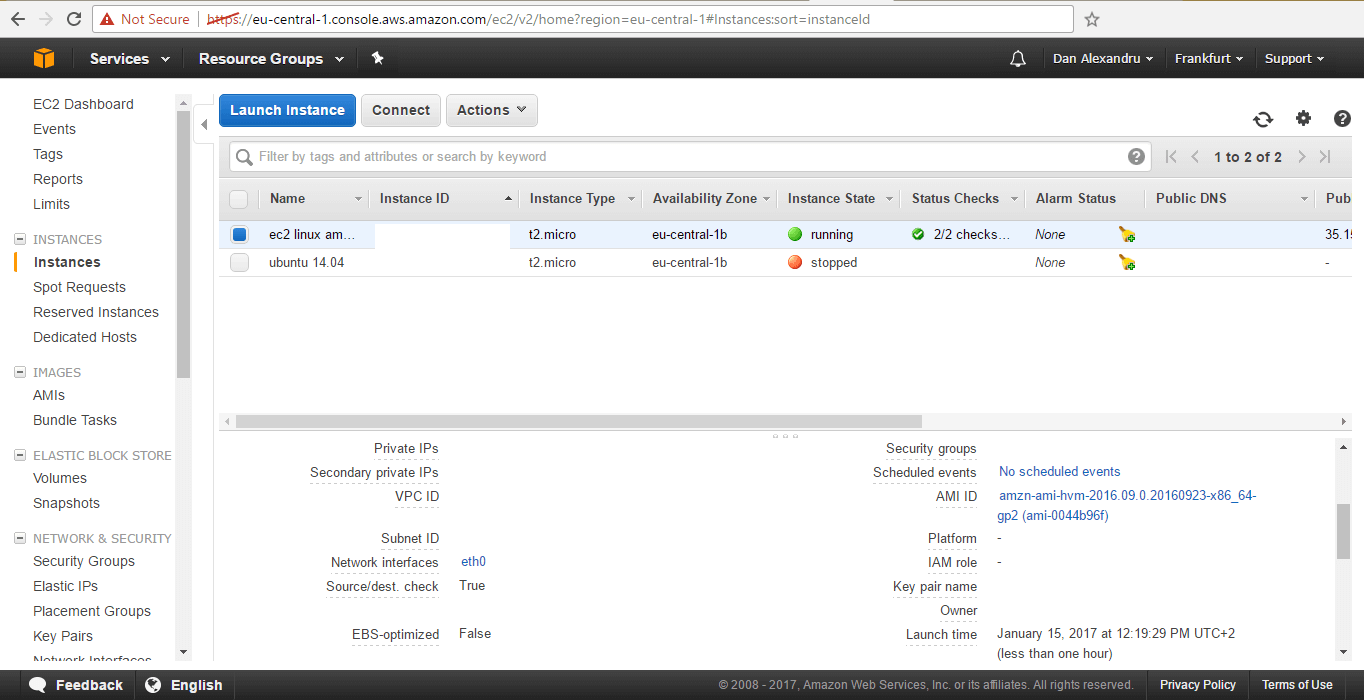 Not Secure https://eu-central-1.console.aws.amazon.com/ec2/v2/home?region=eu-central-1#Instances:sort=instanceId
Services Resource Groups Dan Alexandru Frankfurt Support
EC2 Dashboard
Events
Tags
Reports
Limits
INSTANCES
Instances
Spot Requests
Reserved Instances
Dedicated Hosts
IMAGES
AMIs
Bundle Tasks
ELASTIC BLOCK STORE
Volumes
Snapshots
NETWORK & SECURITY
Security Groups
Elastic IPs
Placement Groups
Key Pairs
Network Interfaces
Launch Instance Connect Actions
Filter by tags and attributes or search by keyword 1 to 2 of 2
Name Instance ID Instance Type Availability Zone Instance State Status Checks Alarm Status Public DNS Pub
ec2 linux am... t2.micro eu-central-1b running 2/2 checks... None 35.15
ubuntu 14.04 t2.micro eu-central-1b stopped None -
Private IPs
Secondary private IPs
VPC ID
Subnet ID
Network interfaces eth0
Source/dest. check True
EBS-optimized False
Security groups
Scheduled events No scheduled events
AMI ID amzn-ami-hvm-2016.09.0.20160923-x86_64-
gp2 (ami-0044b96f)
Platform -
IAM role -
Key pair name
Owner
Launch time January 15, 2017 at 12:19:29 PM UTC+2
(less than one hour)
Feedback English © 2008 - 2017, Amazon Web Services, Inc. or its affiliates. All rights reserved. Privacy Policy Terms of Use